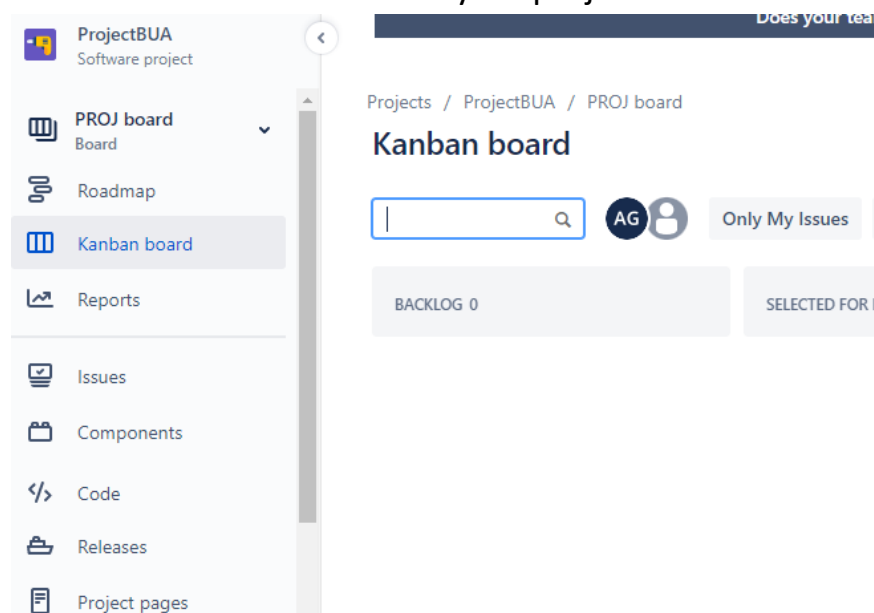 Does your tea
ProjectBUA
Software project
PROJ board
Board
Roadmap
Kanban board
Reports
Issues
Components
Code
Releases
Project pages
Projects / ProjectBUA / PROJ board
Kanban board
AG
Only My Issues
BACKLOG 0
SELECTED FOR